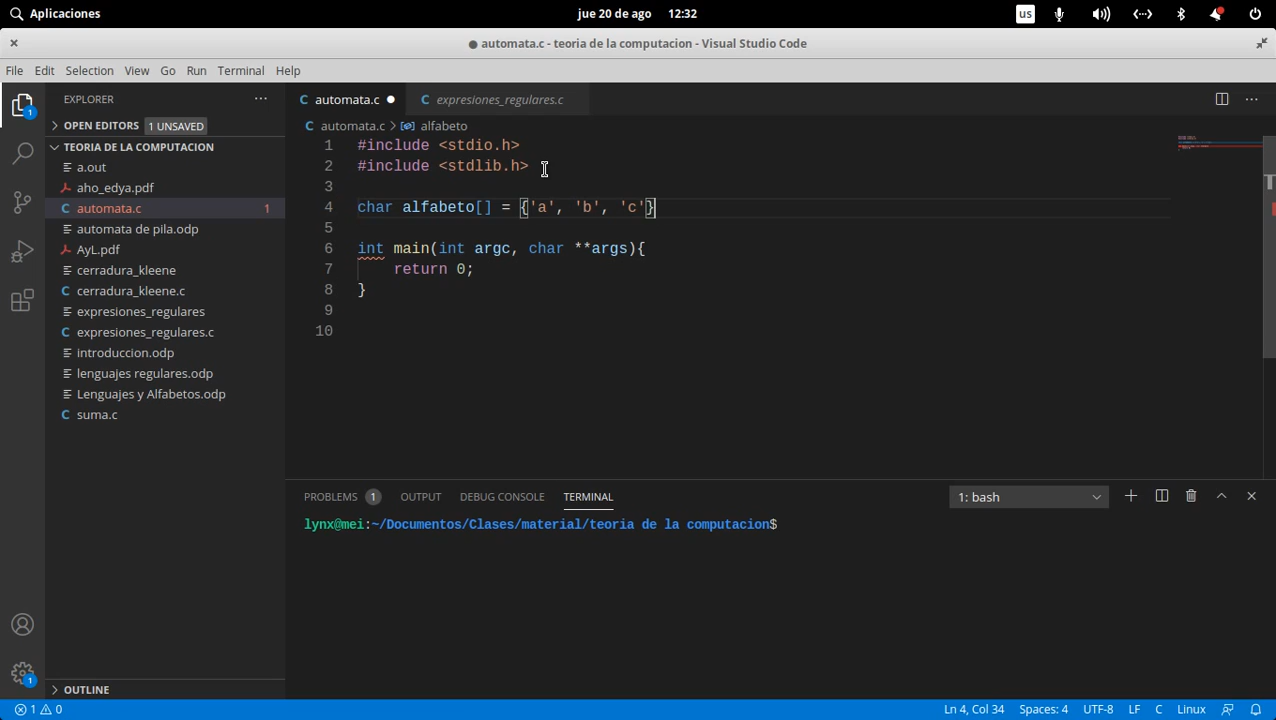 Aplicaciones jue 20 de ago 12:32 us
automata.c - teoria de la computacion - Visual Studio Code
File Edit Selection View Go Run Terminal Help
EXPLORER
OPEN EDITORS 1 UNSAVED
TEORIA DE LA COMPUTACION
a.out
aho_edya.pdf
automata.c 1
automata de pila.odp
AyL.pdf
cerradura_kleene
cerradura_kleene.c
expresiones_regulares
expresiones_regulares.c
introduccion.odp
lenguajes regulares.odp
Lenguajes y Alfabetos.odp
suma.c
OUTLINE
1
1
C automata.c C expresiones_regulares.c
C automata.c > alfabeto
1 #include <stdio.h>
2 #include <stdlib.h>
3
4 char alfabeto[] = {'a', 'b', 'c'}
5
6 int main(int argc, char **args){
7 return 0;
8 }
9
10
PROBLEMS 1 OUTPUT DEBUG CONSOLE TERMINAL 1: bash
lynx@mei:~/Documentos/Clases/material/teoria de la computacion$
1 0 Ln 4, Col 34 Spaces: 4 UTF-8 LF C Linux